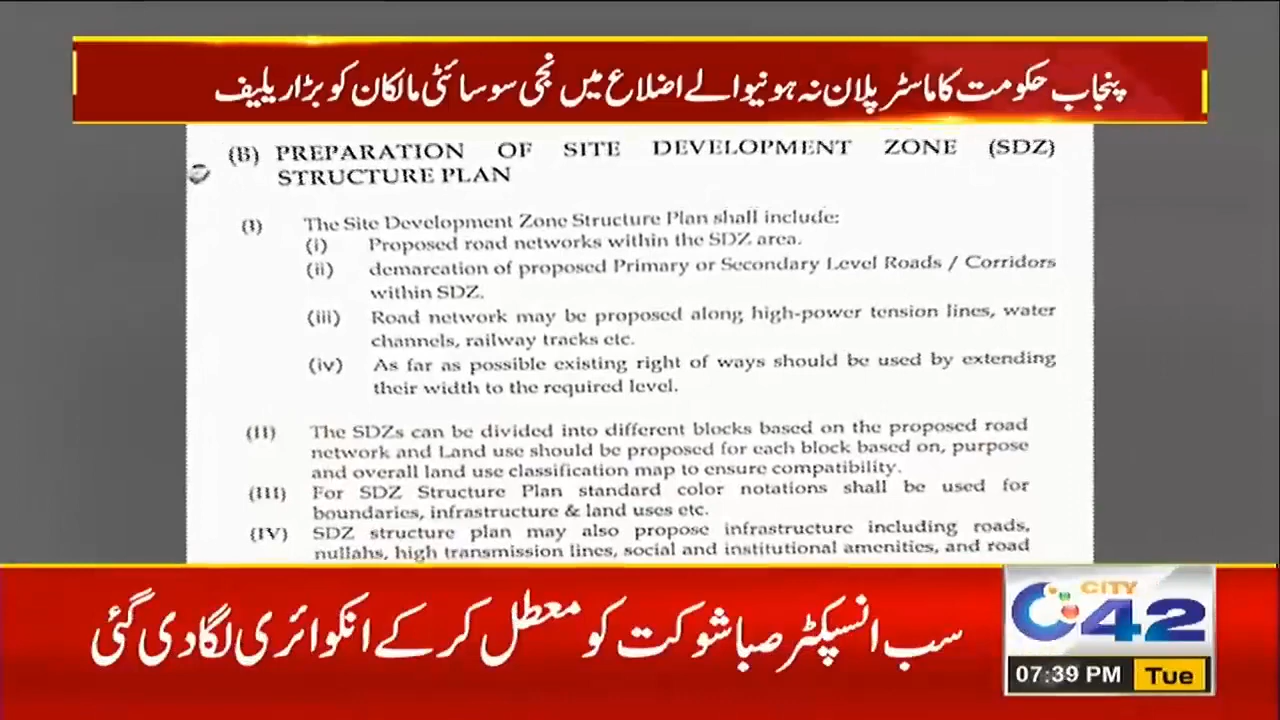 پنجاب حکومت کا ماسٹر پلان نہ ہونیوالے اضلاع میں نجی سوسائٹی مالکان کو بڑا ریلیف
(B) PREPARATION OF SITE DEVELOPMENT ZONE (SDZ)
STRUCTURE PLAN
(I) The Site Development Zone Structure Plan shall include:
(i) Proposed road networks within the SDZ area.
(ii) demarcation of proposed Primary or Secondary Level Roads / Corridors
within SDZ.
(iii) Road network may be proposed along high-power tension lines, water
channels, railway tracks etc.
(iv) As far as possible existing right of ways should be used by extending
their width to the required level.
(II) The SDZs can be divided into different blocks based on the proposed road
network and Land use should be proposed for each block based on, purpose
and overall land use classification map to ensure compatibility.
(III) For SDZ Structure Plan standard color notations shall be used for
boundaries, infrastructure & land uses etc.
(IV) SDZ structure plan may also propose infrastructure including roads,
nullahs, high transmission lines, social and institutional amenities, and road
سب انسپکٹر صبا شوکت کو معطل کر کے انکوائری لگا دی گئی
CITY
42
07:39 PM Tue